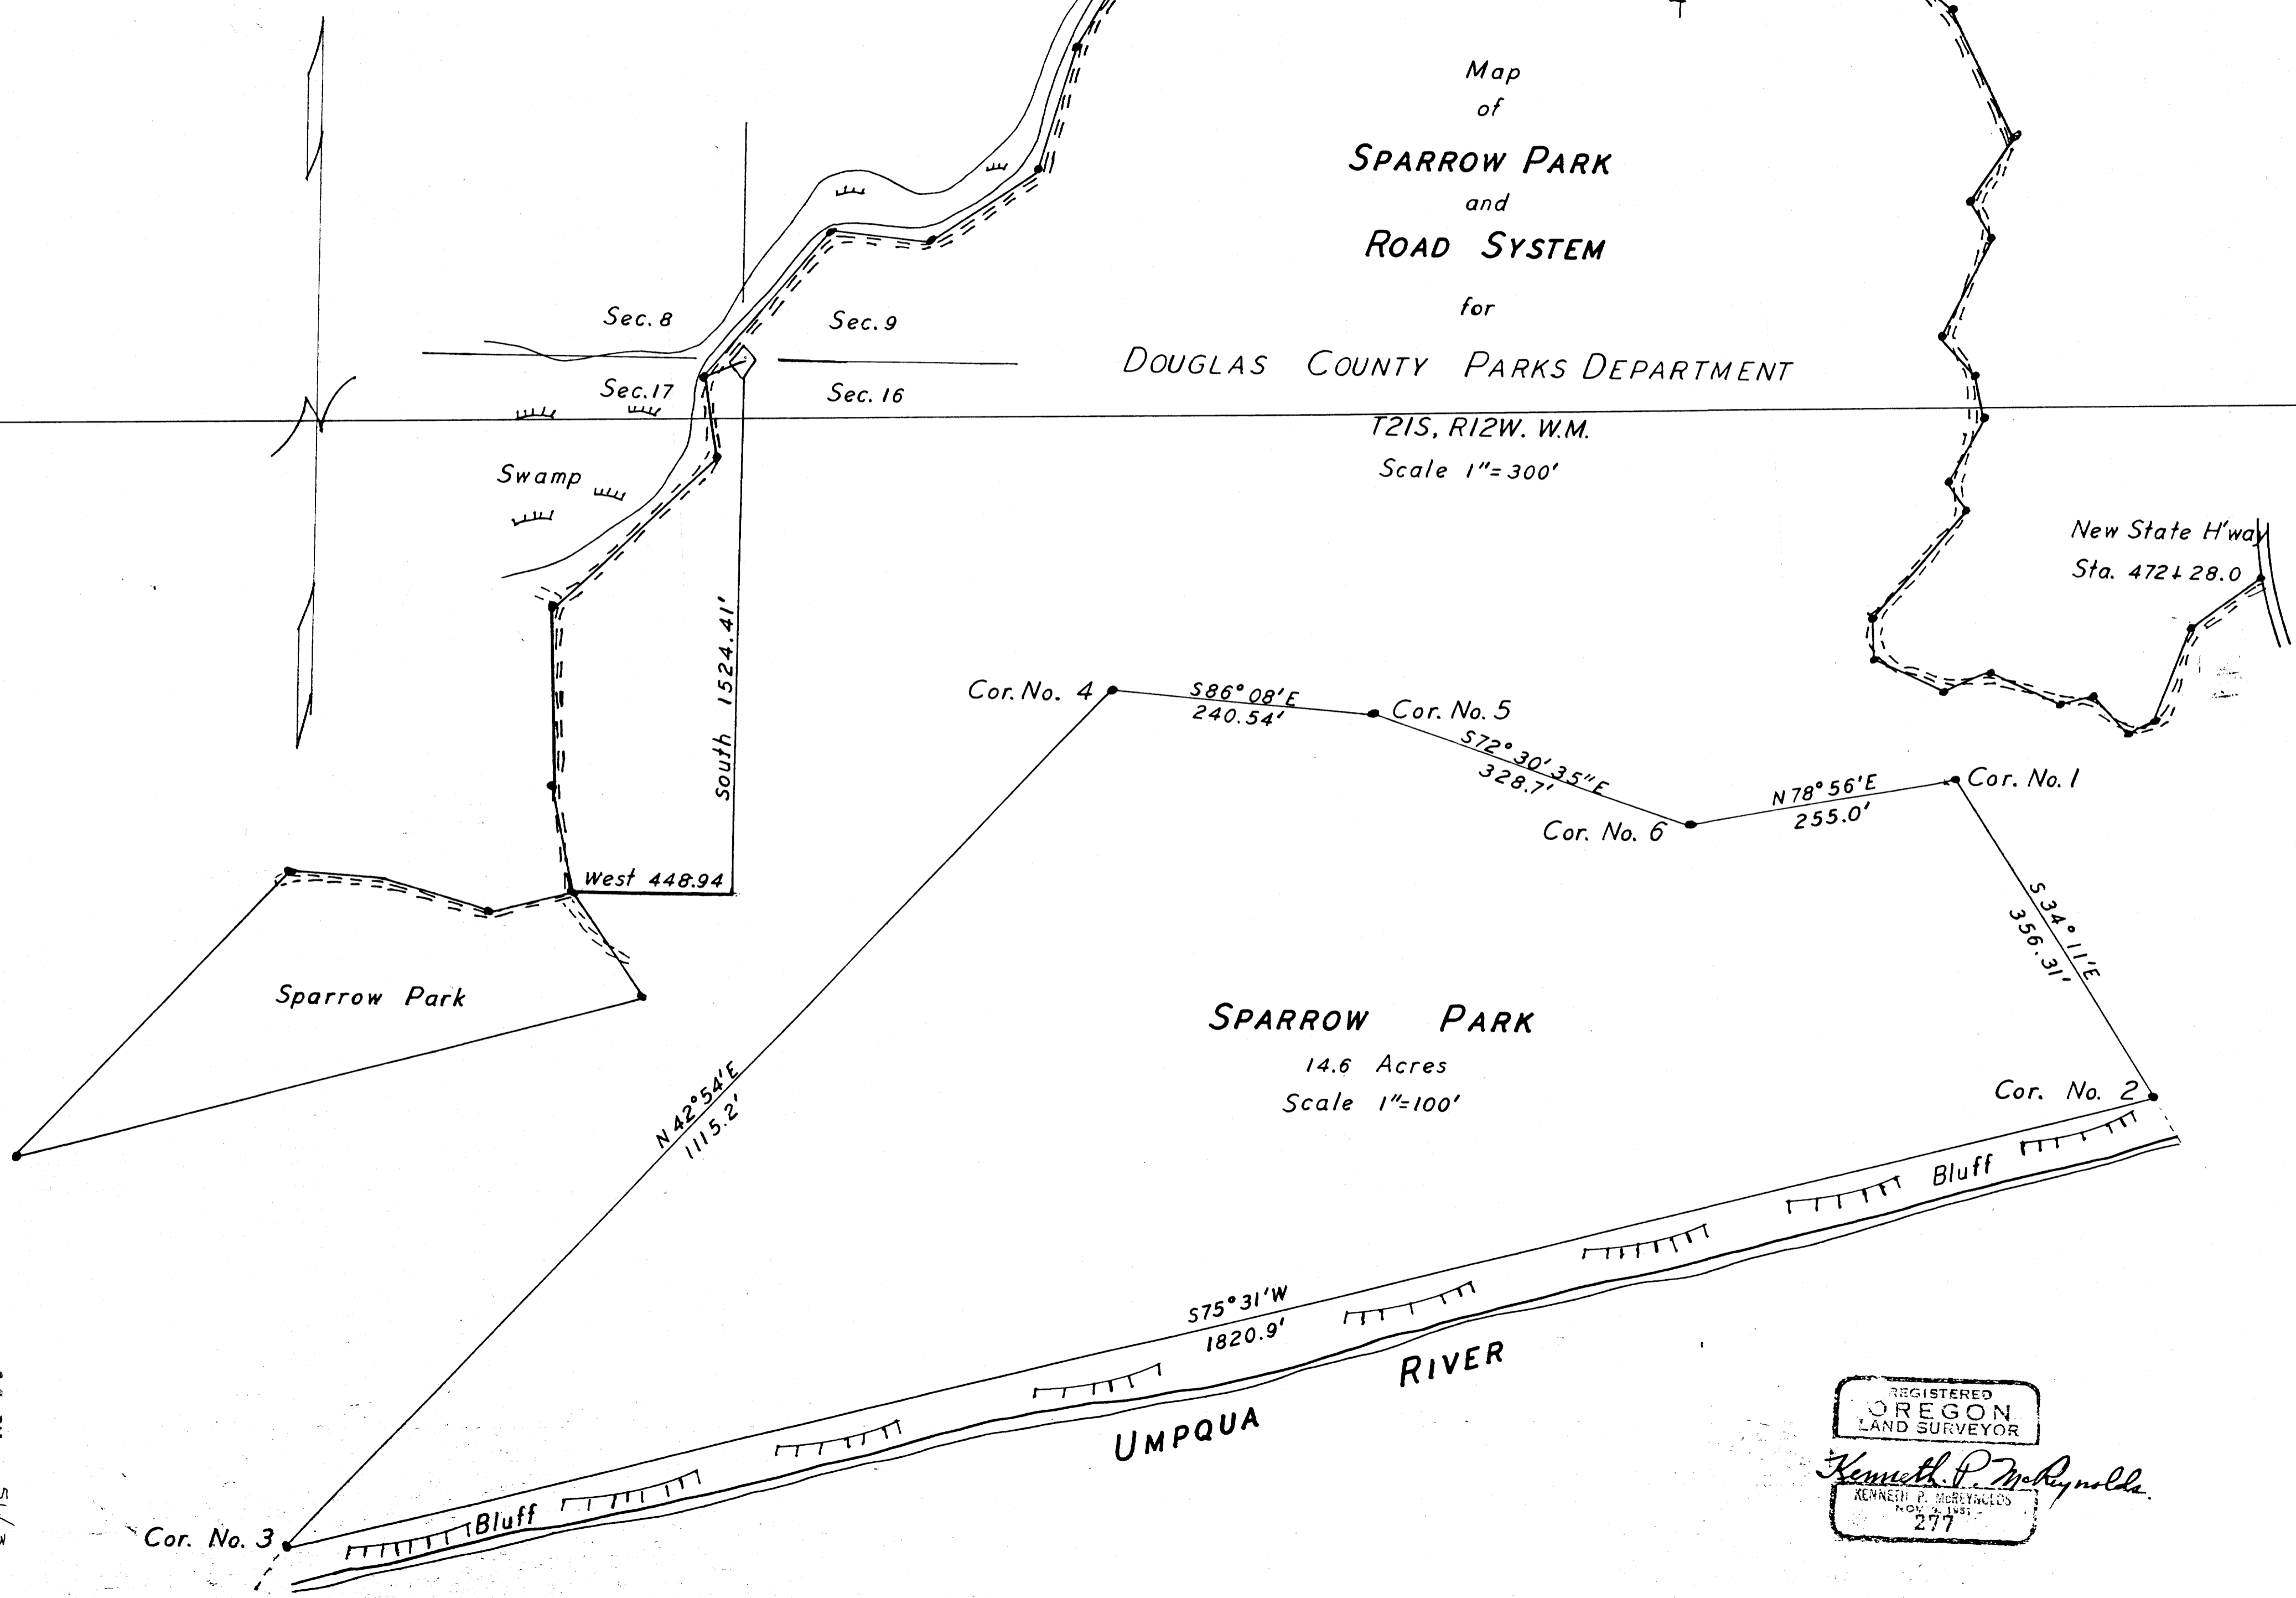 Map
of
SPARROW PARK
and
ROAD SYSTEM
for
DOUGLAS COUNTY PARKS DEPARTMENT
T21S, R12W. W.M.
Scale 1"=300'
Sec. 8
Sec. 9
Sec. 17
Sec. 16
N
Swamp
South 1524.41'
West 448.94
Sparrow Park
New State H'way
Sta. 472+28.0
Cor. No. 4
S86°08'E
240.54'
Cor. No. 5
S72°30'35"E
328.7'
Cor. No. 6
N78°56'E
255.0'
Cor. No. 1
S34°11'E
356.31'
Cor. No. 2
SPARROW PARK
14.6 Acres
Scale 1"=100'
N42°54'E
1115.2'
S75°31'W
1820.9'
Bluff
Bluff
Cor. No. 3
UMPQUA RIVER
REGISTERED
OREGON
LAND SURVEYOR
Kenneth P. McReynolds
KENNETH P. McREYNOLDS
277